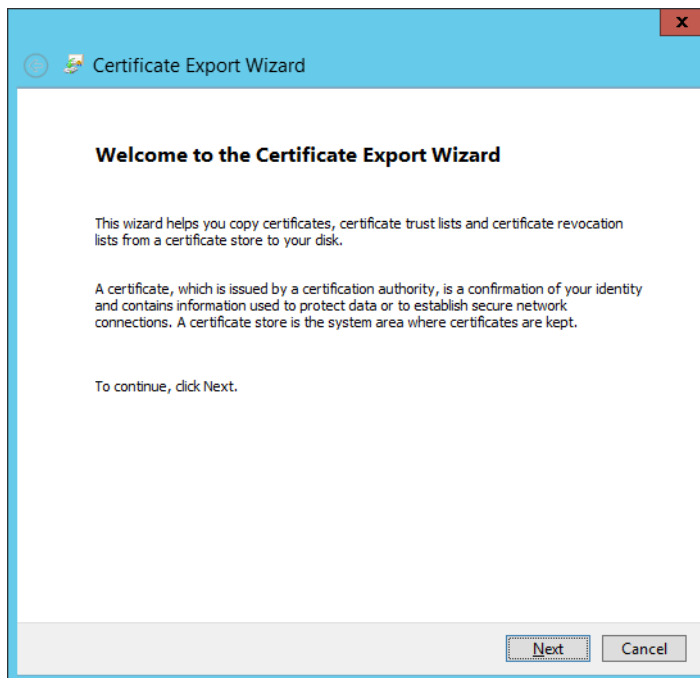 x
Certificate Export Wizard
Welcome to the Certificate Export Wizard
This wizard helps you copy certificates, certificate trust lists and certificate revocation
lists from a certificate store to your disk.
A certificate, which is issued by a certification authority, is a confirmation of your identity
and contains information used to protect data or to establish secure network
connections. A certificate store is the system area where certificates are kept.
To continue, click Next.
Next Cancel